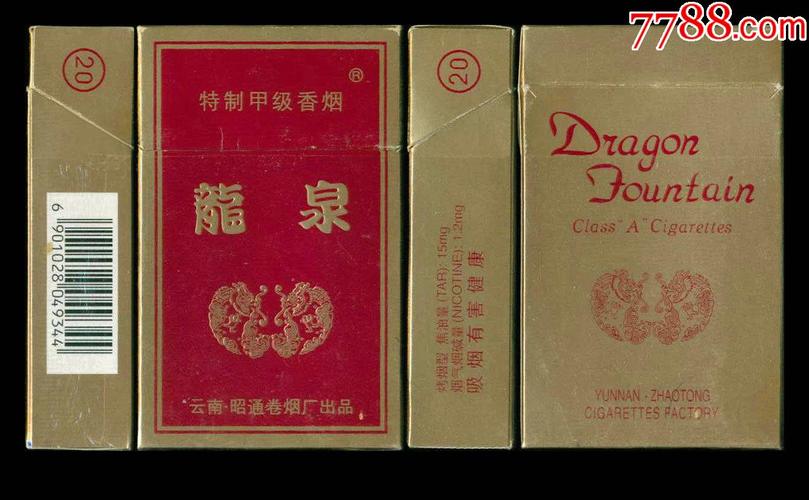 7788.com
20
6 901028 049344
特制甲级香烟
®
龍泉
云南·昭通卷烟厂出品
20
烤烟型 焦油量(TAR):15mg
烟气烟碱量(NICOTINE):1.2mg
吸烟有害健康
Dragon
Fountain
Class "A" Cigarettes
YUNNAN·ZHAOTONG
CIGARETTES FACTORY